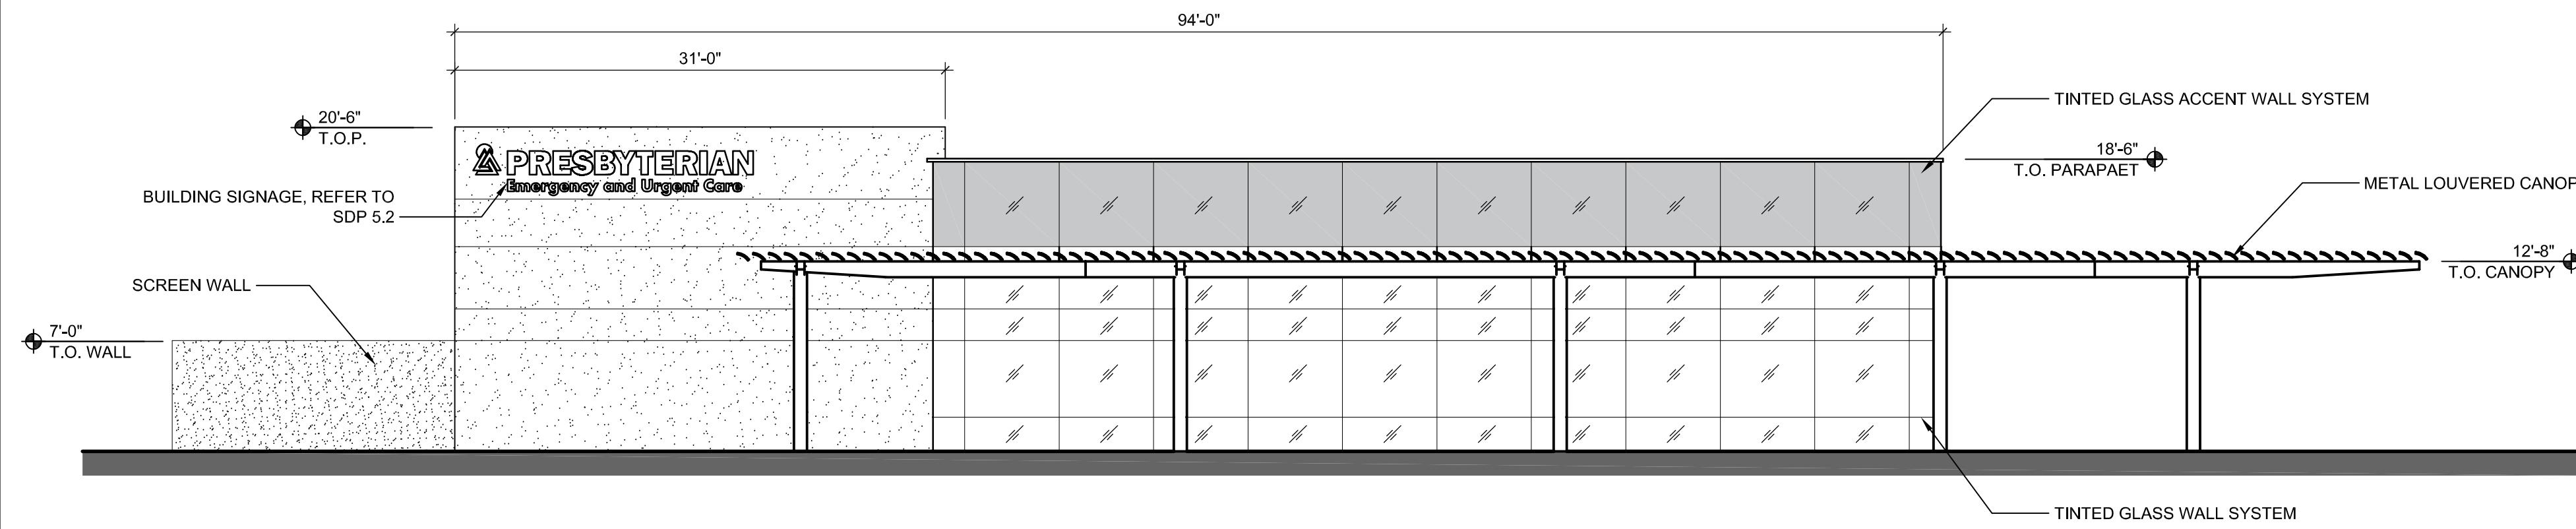 94'-0"
31'-0"
TINTED GLASS ACCENT WALL SYSTEM
20'-6"
T.O.P.
PRESBYTERIAN
Emergency and Urgent Care
18'-6"
T.O. PARAPAET
METAL LOUVERED CANOP
BUILDING SIGNAGE, REFER TO
SDP 5.2
12'-8"
T.O. CANOPY
SCREEN WALL
7'-0"
T.O. WALL
TINTED GLASS WALL SYSTEM